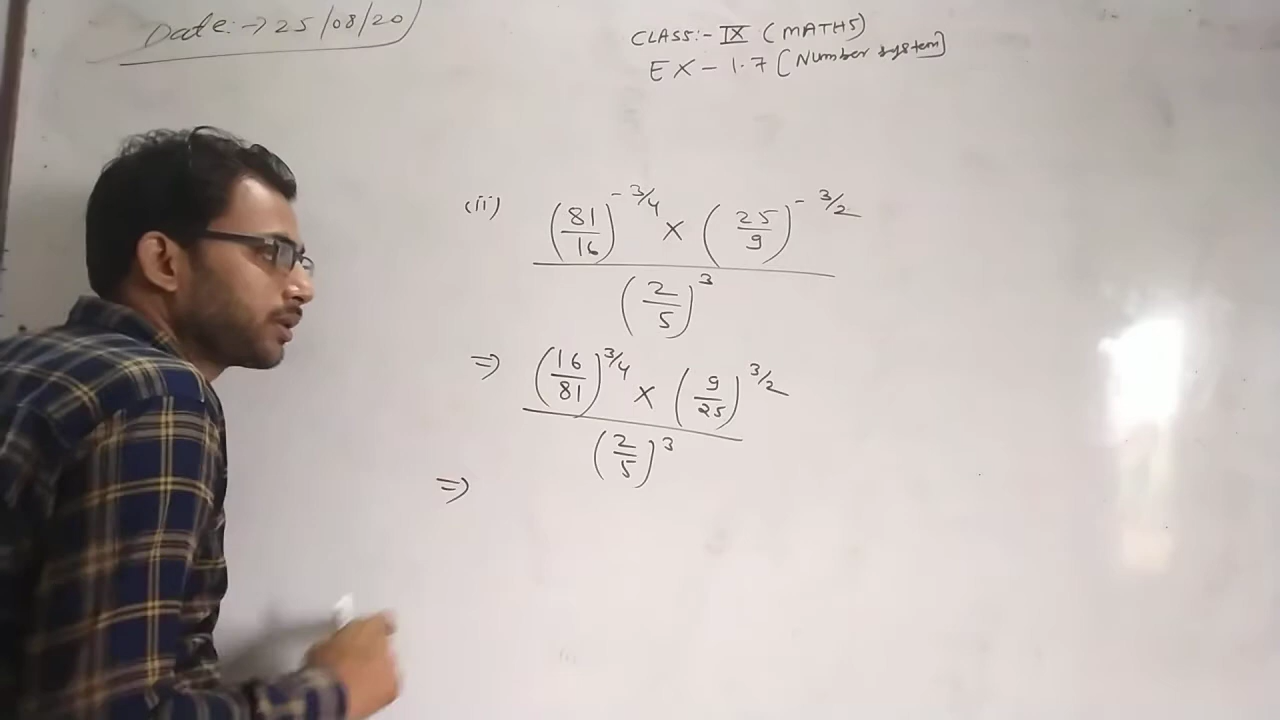 Date:→ 25/08/20
CLASS:- IX (MATHS)
EX - 1.7 [Number system]
(ii) (81/16)^-3/4 × (25/9)^-3/2
(2/5)^3
⇒ (16/81)^3/4 × (9/25)^3/2
(2/5)^3
⇒